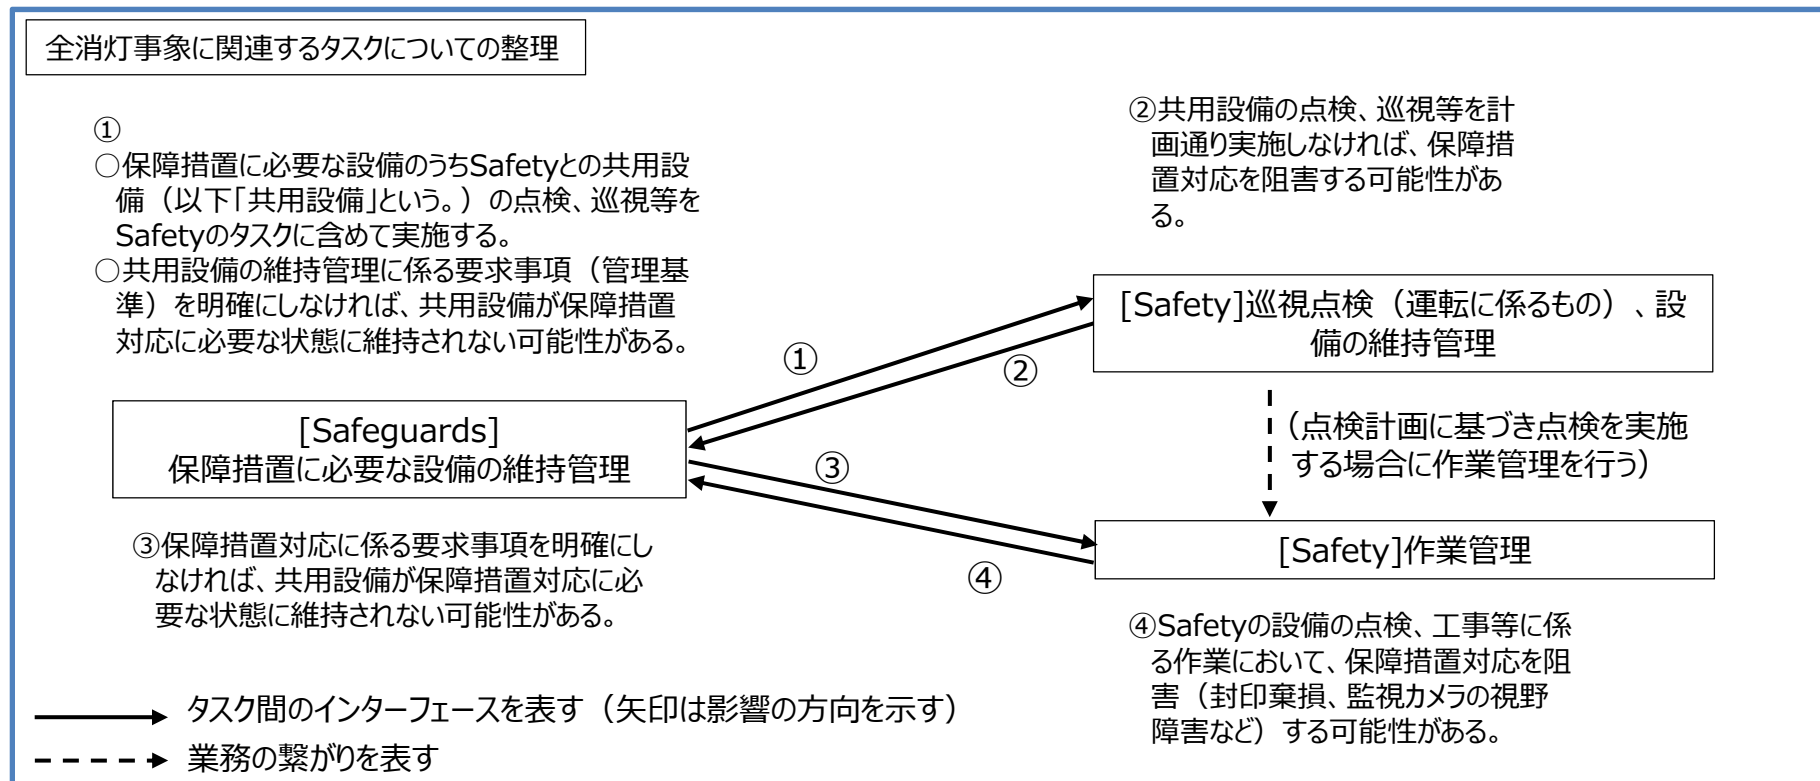 全消灯事象に関連するタスクについての整理
①
○保障措置に必要な設備のうちSafetyとの共用設
備（以下「共用設備」という。）の点検、巡視等を
Safetyのタスクに含めて実施する。
○共用設備の維持管理に係る要求事項（管理基
準）を明確にしなければ、共用設備が保障措置
対応に必要な状態に維持されない可能性がある。
②共用設備の点検、巡視等を計
画通り実施しなければ、保障措
置対応を阻害する可能性があ
る。
①
②
[Safety]巡視点検（運転に係るもの）、設
備の維持管理
[Safeguards]
保障措置に必要な設備の維持管理
（点検計画に基づき点検を実施
する場合に作業管理を行う）
③
④
[Safety]作業管理
③保障措置対応に係る要求事項を明確にし
なければ、共用設備が保障措置対応に必
要な状態に維持されない可能性がある。
④Safetyの設備の点検、工事等に係
る作業において、保障措置対応を阻
害（封印棄損、監視カメラの視野
障害など）する可能性がある。
タスク間のインターフェースを表す（矢印は影響の方向を示す）
業務の繋がりを表す